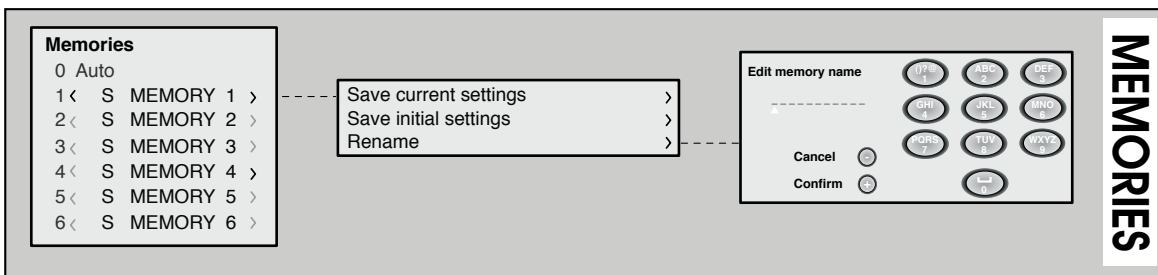 Memories
0 Auto
1 < S MEMORY 1 >
2 < S MEMORY 2 >
3 < S MEMORY 3 >
4 < S MEMORY 4 >
5 < S MEMORY 5 >
6 < S MEMORY 6 >
Save current settings >
Save initial settings >
Rename >
Edit memory name
()?@ 1
ABC 2
DEF 3
GHI 4
JKL 5
MNO 6
PQRS 7
TUV 8
WXYZ 9
0
Cancel -
Confirm +
MEMORIES